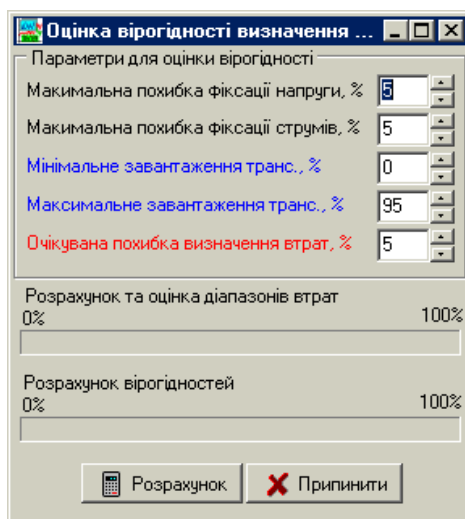 Оцінка вірогідності визначення ...
Параметри для оцінки вірогідності
Максимальна похибка фіксації напруги, % 5
Максимальна похибка фіксації струмів, % 5
Мінімальне завантаження транс., % 0
Максимальне завантаження транс., % 95
Очікувана похибка визначення втрат, % 5
Розрахунок та оцінка діапазонів втрат
0% 100%
Розрахунок вірогідностей
0% 100%
Розрахунок Припинити